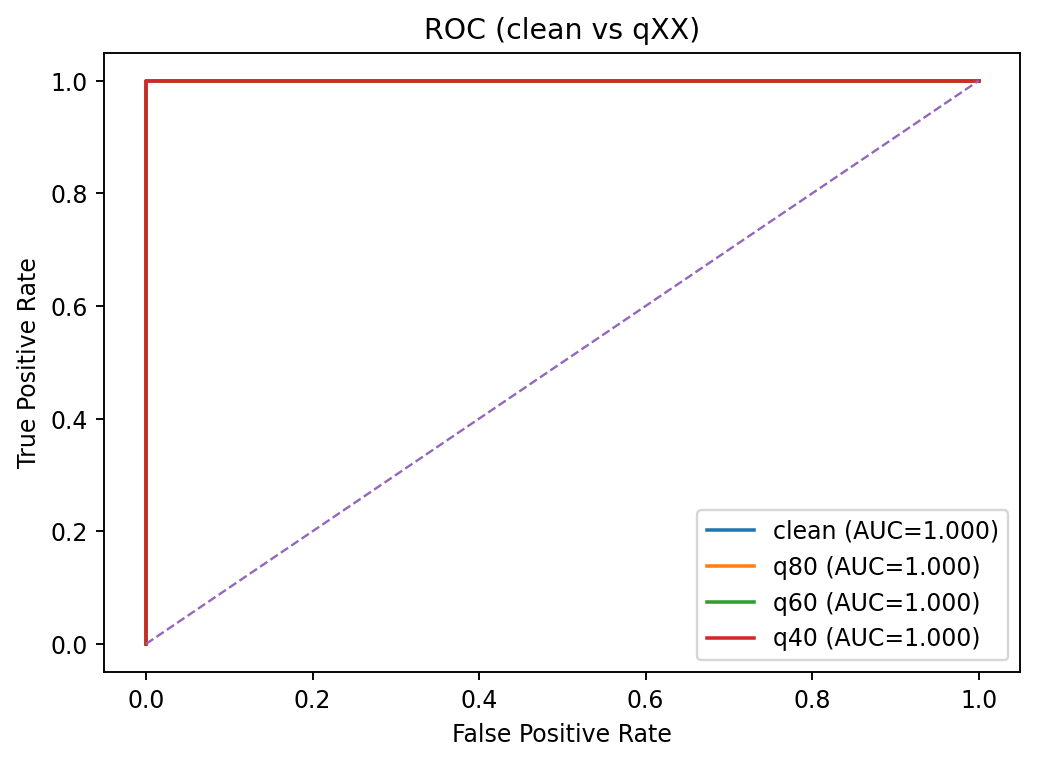 ROC (clean vs qXX)
True Positive Rate
1.0
0.8
0.6
0.4
0.2
0.0
clean (AUC=1.000)
q80 (AUC=1.000)
q60 (AUC=1.000)
q40 (AUC=1.000)
0.0 0.2 0.4 0.6 0.8 1.0
False Positive Rate